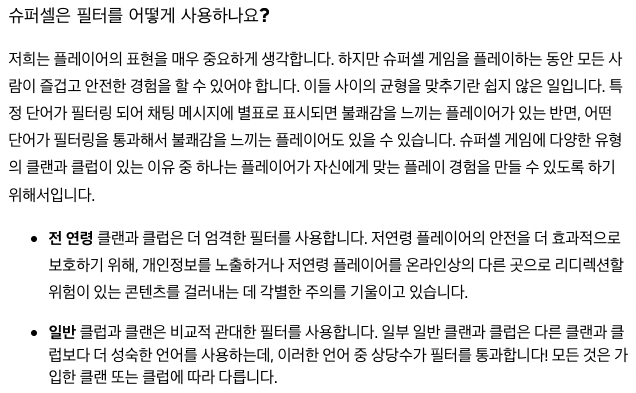 슈퍼셀은 필터를 어떻게 사용하나요?
저희는 플레이어의 표현을 매우 중요하게 생각합니다. 하지만 슈퍼셀 게임을 플레이하는 동안 모든 사
람이 즐겁고 안전한 경험을 할 수 있어야 합니다. 이들 사이의 균형을 맞추기란 쉽지 않은 일입니다. 특
정 단어가 필터링 되어 채팅 메시지에 별표로 표시되면 불쾌감을 느끼는 플레이어가 있는 반면, 어떤
단어가 필터링을 통과해서 불쾌감을 느끼는 플레이어도 있을 수 있습니다. 슈퍼셀 게임에 다양한 유형
의 클랜과 클럽이 있는 이유 중 하나는 플레이어가 자신에게 맞는 플레이 경험을 만들 수 있도록 하기
위해서입니다.
• 전 연령 클랜과 클럽은 더 엄격한 필터를 사용합니다. 저연령 플레이어의 안전을 더 효과적으로
보호하기 위해, 개인정보를 노출하거나 저연령 플레이어를 온라인상의 다른 곳으로 리디렉션할
위험이 있는 콘텐츠를 걸러내는 데 각별한 주의를 기울이고 있습니다.
• 일반 클럽과 클랜은 비교적 관대한 필터를 사용합니다. 일부 일반 클랜과 클럽은 다른 클랜과 클
럽보다 더 성숙한 언어를 사용하는데, 이러한 언어 중 상당수가 필터를 통과합니다! 모든 것은 가
입한 클랜 또는 클럽에 따라 다릅니다.